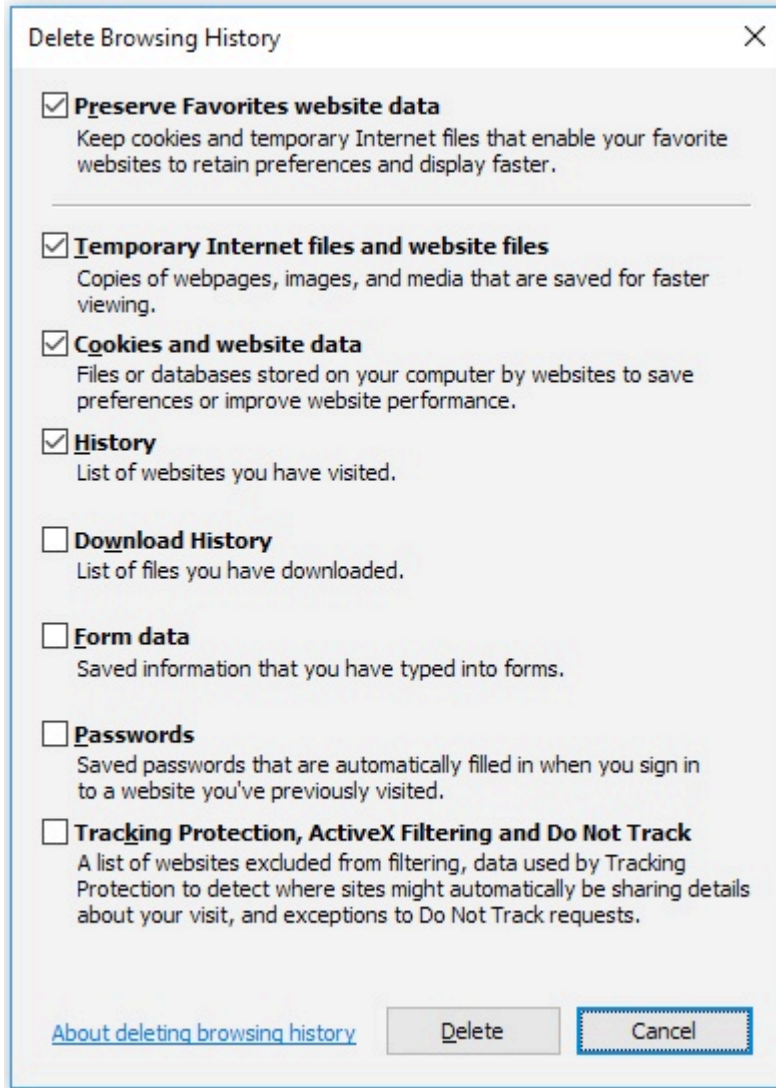 Delete Browsing History
Preserve Favorites website data
Keep cookies and temporary Internet files that enable your favorite
websites to retain preferences and display faster.
Temporary Internet files and website files
Copies of webpages, images, and media that are saved for faster
viewing.
Cookies and website data
Files or databases stored on your computer by websites to save
preferences or improve website performance.
History
List of websites you have visited.
Download History
List of files you have downloaded.
Form data
Saved information that you have typed into forms.
Passwords
Saved passwords that are automatically filled in when you sign in
to a website you've previously visited.
Tracking Protection, ActiveX Filtering and Do Not Track
A list of websites excluded from filtering, data used by Tracking
Protection to detect where sites might automatically be sharing details
about your visit, and exceptions to Do Not Track requests.
About deleting browsing history Delete Cancel